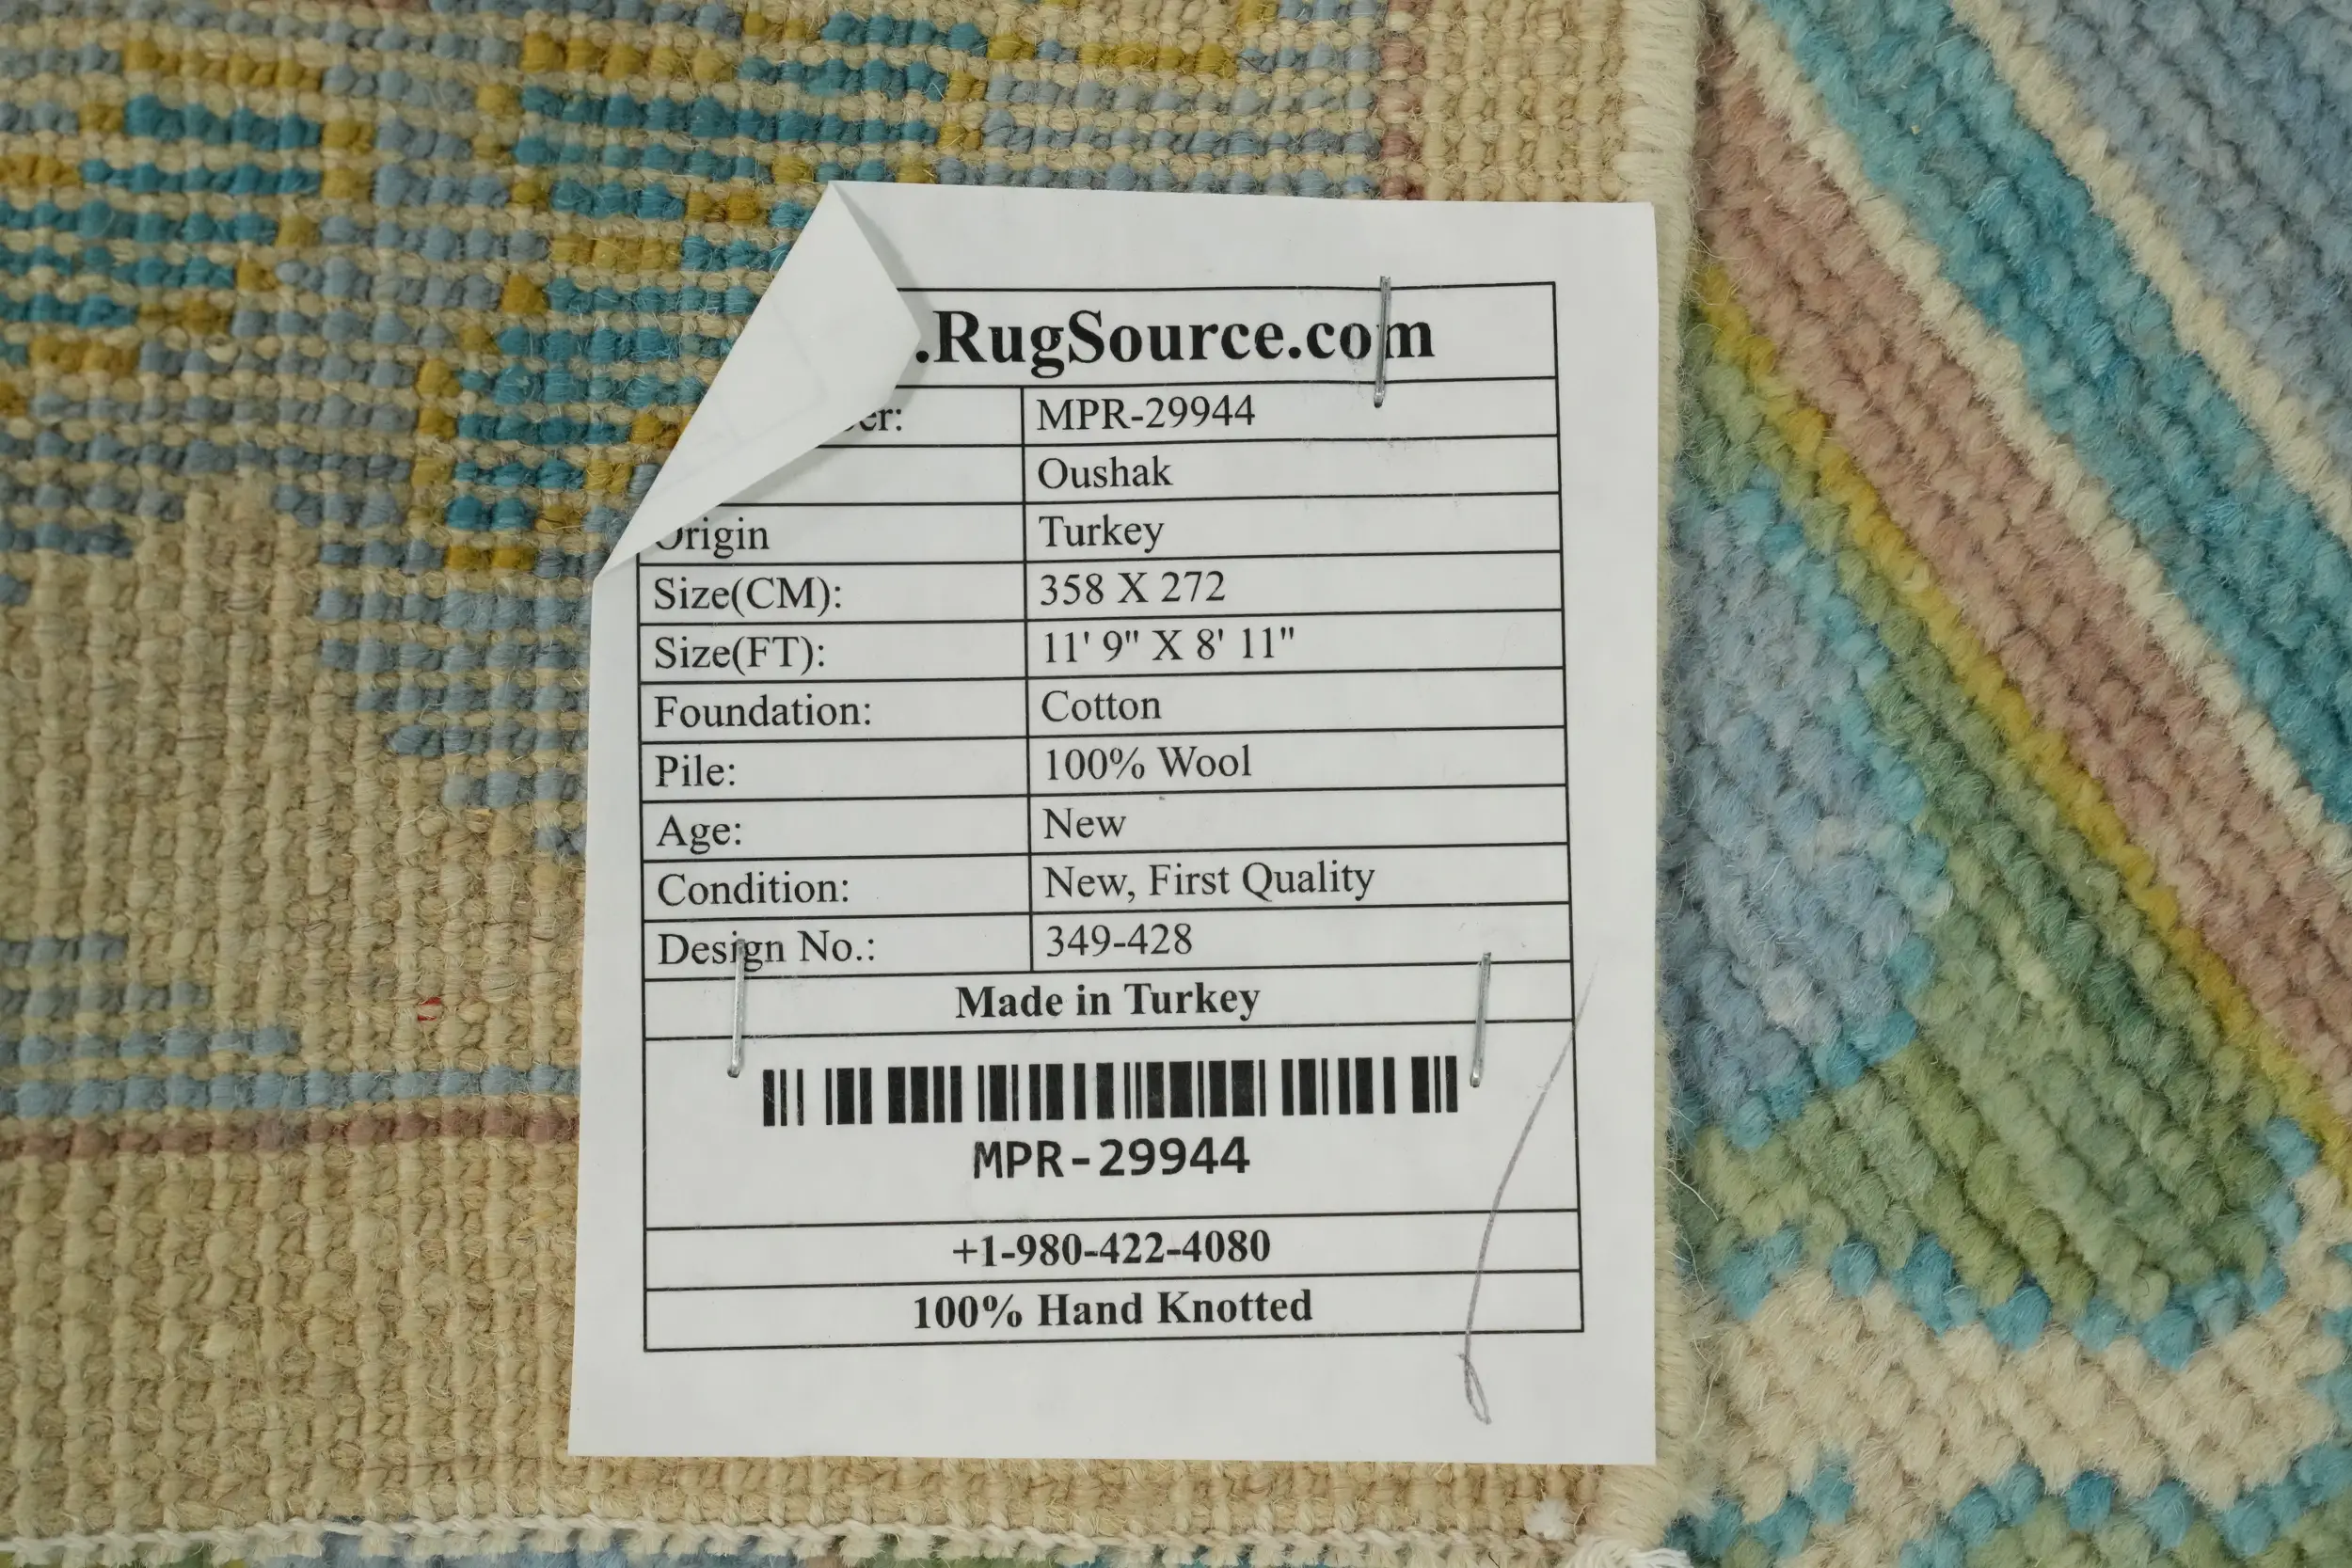 .RugSource.com
MPR-29944
Oushak
Origin Turkey
Size(CM): 358 X 272
Size(FT): 11' 9" X 8' 11"
Foundation: Cotton
Pile: 100% Wool
Age: New
Condition: New, First Quality
Design No.: 349-428
Made in Turkey
MPR-29944
+1-980-422-4080
100% Hand Knotted